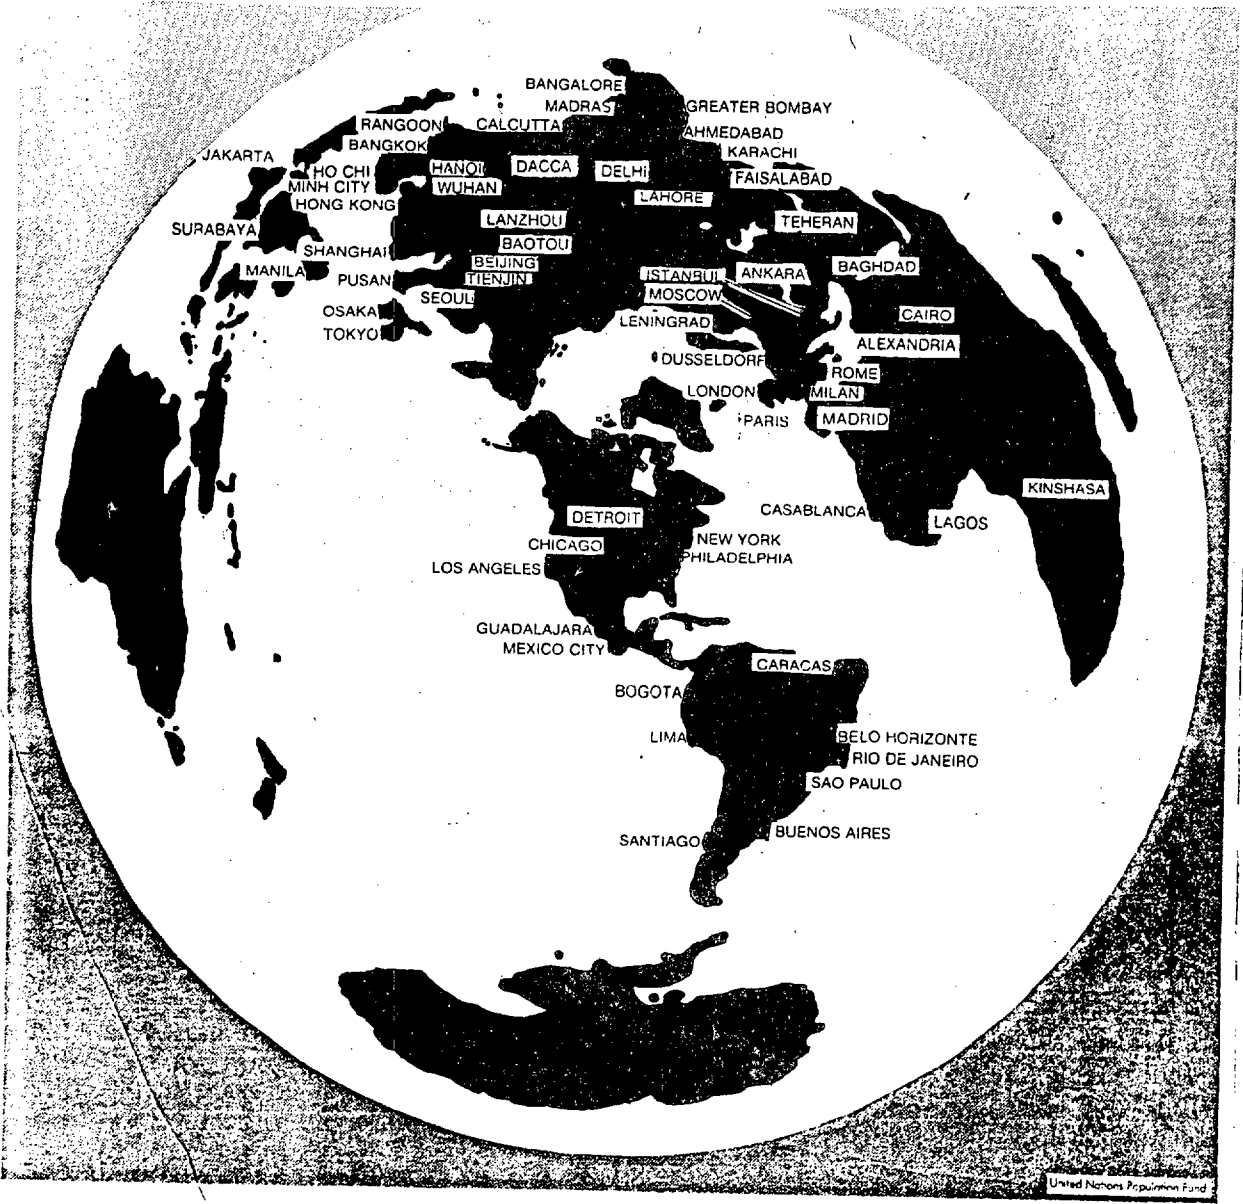 BANGALORE
MADRAS
GREATER BOMBAY
RANGOON
CALCUTTA
AHMEDABAD
BANGKOK
KARACHI
JAKARTA
HO CHI
MINH CITY
HANOI
DACCA
DELHI
FAISALABAD
WUHAN
HONG KONG
LAHORE
SURABAYA
LANZHOU
TEHERAN
SHANGHAI
BAOTOU
BEIJING
MANILA
PUSAN
TIENJIN
ISTANBUL
ANKARA
BAGHDAD
SEOUL
MOSCOW
OSAKA
LENINGRAD
CAIRO
TOKYO
ALEXANDRIA
DUSSELDORF
ROME
LONDON
MILAN
PARIS
MADRID
KINSHASA
CASABLANCA
LAGOS
DETROIT
CHICAGO
NEW YORK
PHILADELPHIA
LOS ANGELES
GUADALAJARA
MEXICO CITY
CARACAS
BOGOTA
LIMA
BELO HORIZONTE
RIO DE JANEIRO
SAO PAULO
SANTIAGO
BUENOS AIRES
United Nations Population Fund